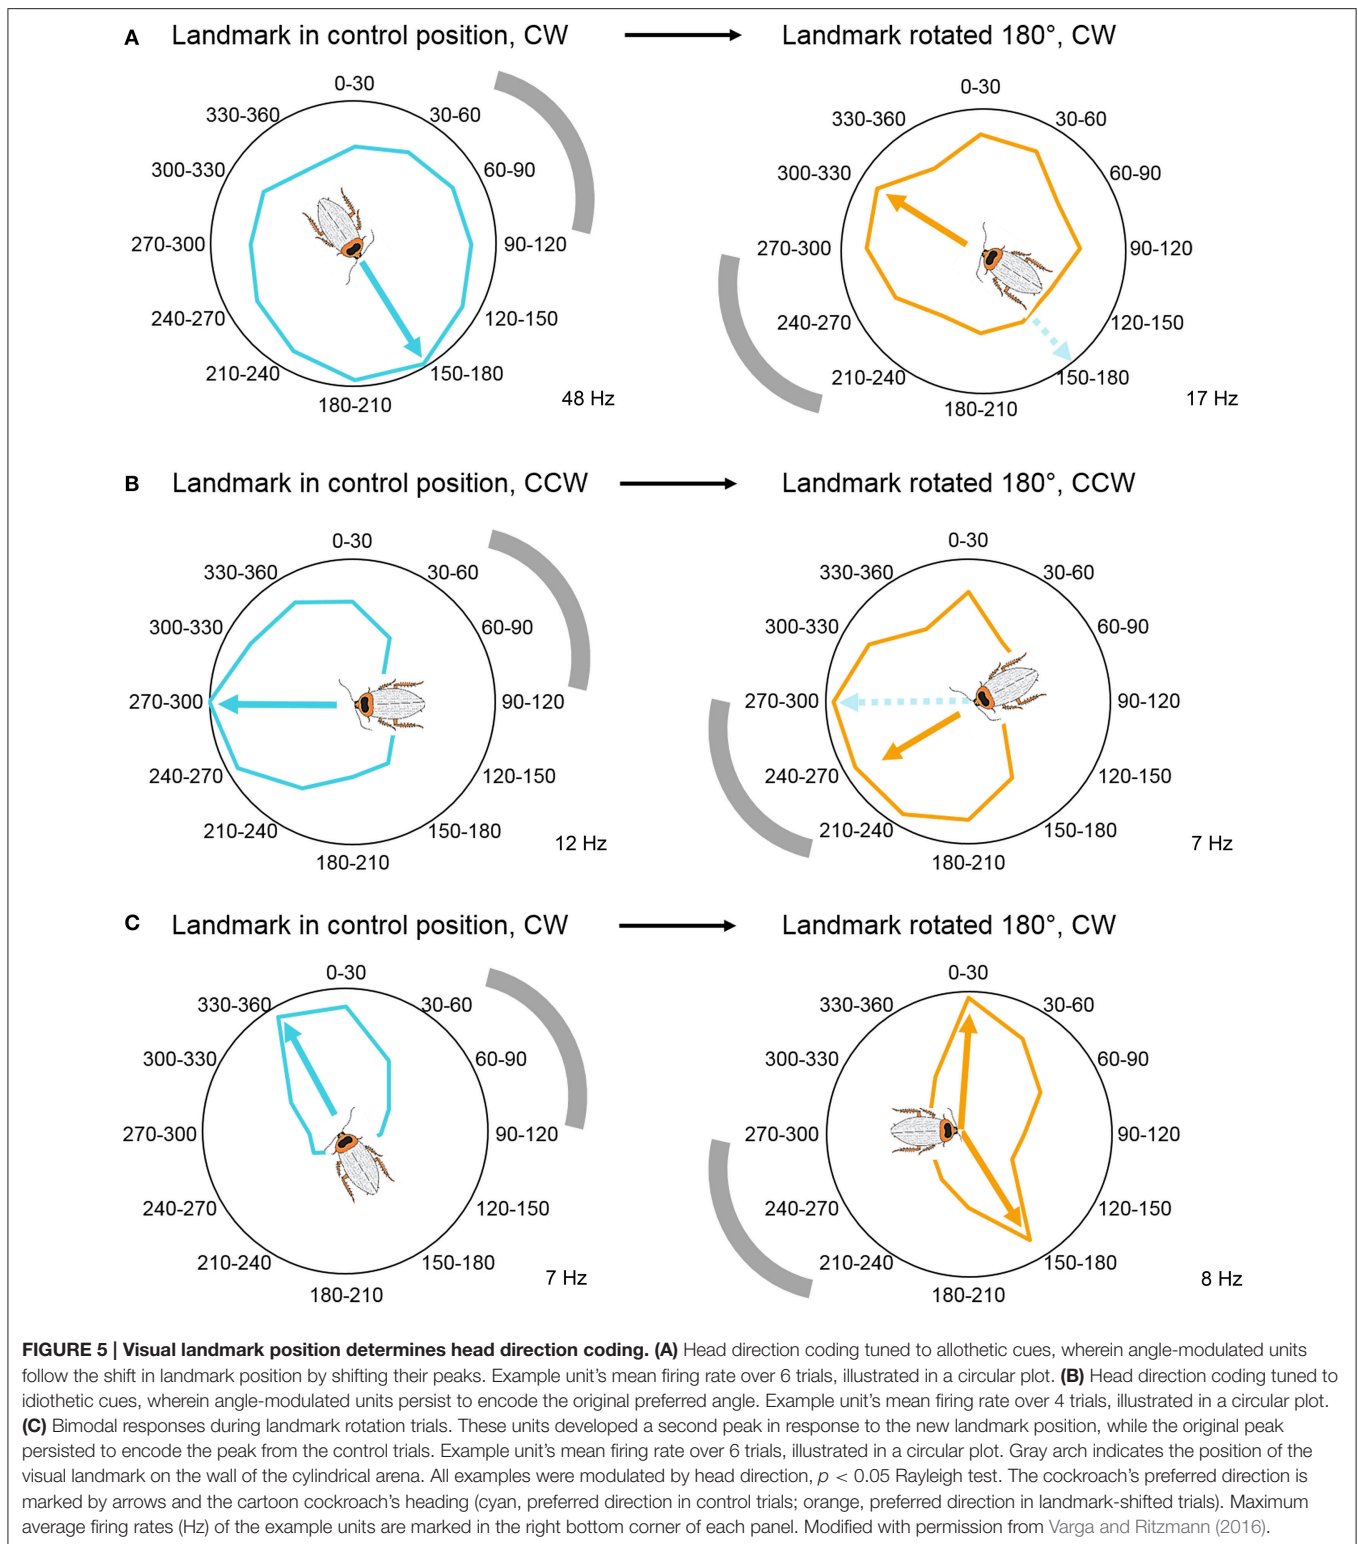 A Landmark in control position, CW Landmark rotated 180°, CW
0-30
330-360 30-60
300-330 60-90
270-300 90-120
240-270 120-150
210-240 150-180
180-210
48 Hz
0-30
330-360 30-60
300-330 60-90
270-300 90-120
240-270 120-150
210-240 150-180
180-210
17 Hz
B Landmark in control position, CCW Landmark rotated 180°, CCW
0-30
330-360 30-60
300-330 60-90
270-300 90-120
240-270 120-150
210-240 150-180
180-210
12 Hz
0-30
330-360 30-60
300-330 60-90
270-300 90-120
240-270 120-150
210-240 150-180
180-210
7 Hz
C Landmark in control position, CW Landmark rotated 180°, CW
0-30
330-360 30-60
300-330 60-90
270-300 90-120
240-270 120-150
210-240 150-180
180-210
7 Hz
0-30
330-360 30-60
300-330 60-90
270-300 90-120
240-270 120-150
210-240 150-180
180-210
8 Hz
FIGURE 5 | Visual landmark position determines head direction coding. (A) Head direction coding tuned to allothetic cues, wherein angle-modulated units
follow the shift in landmark position by shifting their peaks. Example unit's mean firing rate over 6 trials, illustrated in a circular plot. (B) Head direction coding tuned to
idiothetic cues, wherein angle-modulated units persist to encode the original preferred angle. Example unit's mean firing rate over 4 trials, illustrated in a circular plot.
(C) Bimodal responses during landmark rotation trials. These units developed a second peak in response to the new landmark position, while the original peak
persisted to encode the peak from the control trials. Example unit's mean firing rate over 6 trials, illustrated in a circular plot. Gray arch indicates the position of the
visual landmark on the wall of the cylindrical arena. All examples were modulated by head direction, p < 0.05 Rayleigh test. The cockroach's preferred direction is
marked by arrows and the cartoon cockroach's heading (cyan, preferred direction in control trials; orange, preferred direction in landmark-shifted trials). Maximum
average firing rates (Hz) of the example units are marked in the right bottom corner of each panel. Modified with permission from Varga and Ritzmann (2016).